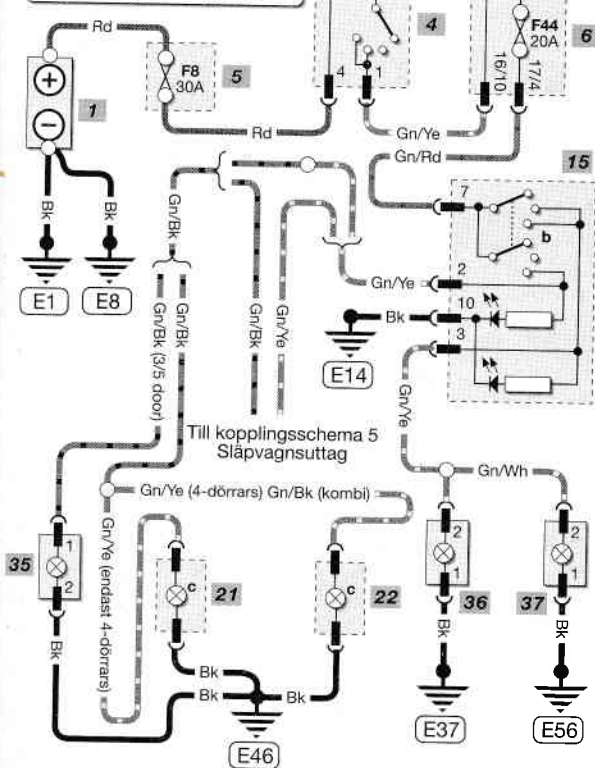 Rd
F8
30A
5
4
F44
20A
6
16/10
17/4
4
1
1
Rd
Gn/Ye
Gn/Rd
15
Bk
Bk
Gn/Bk
7
b
E1
E8
Gn/Ye
2
10
Bk
3
E14
Gn/Bk (3/5 door)
Gn/Bk
Gn/Bk
Gn/Ye
Gn/Ye
Till kopplingsschema 5
Släpvagnsuttag
Gn/Wh
Gn/Ye (4-dörrars) Gn/Bk (kombi)
Gn/Ye (endast 4-dörrars)
35
1
2
c
21
c
22
2
1
36
2
1
37
Bk
Bk
Bk
Bk
Bk
Bk
E46
E37
E56